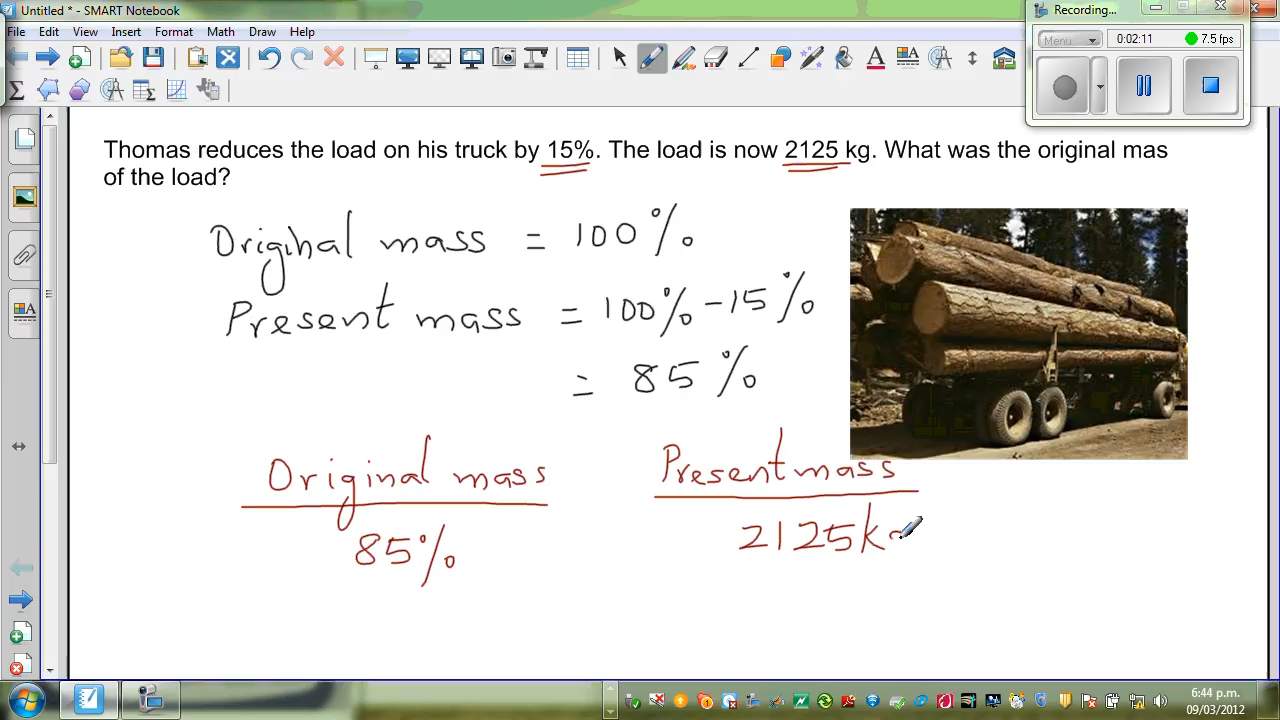 Untitled * - SMART Notebook
Recording...
File Edit View Insert Format Math Draw Help
Menu 00:02:11 7.5 fps
Thomas reduces the load on his truck by 15%. The load is now 2125 kg. What was the original mas
of the load?
Original mass = 100%
Present mass = 100% - 15%
= 85%
Original mass Present mass
85% 2125k
6:44 p.m.
09/03/2012